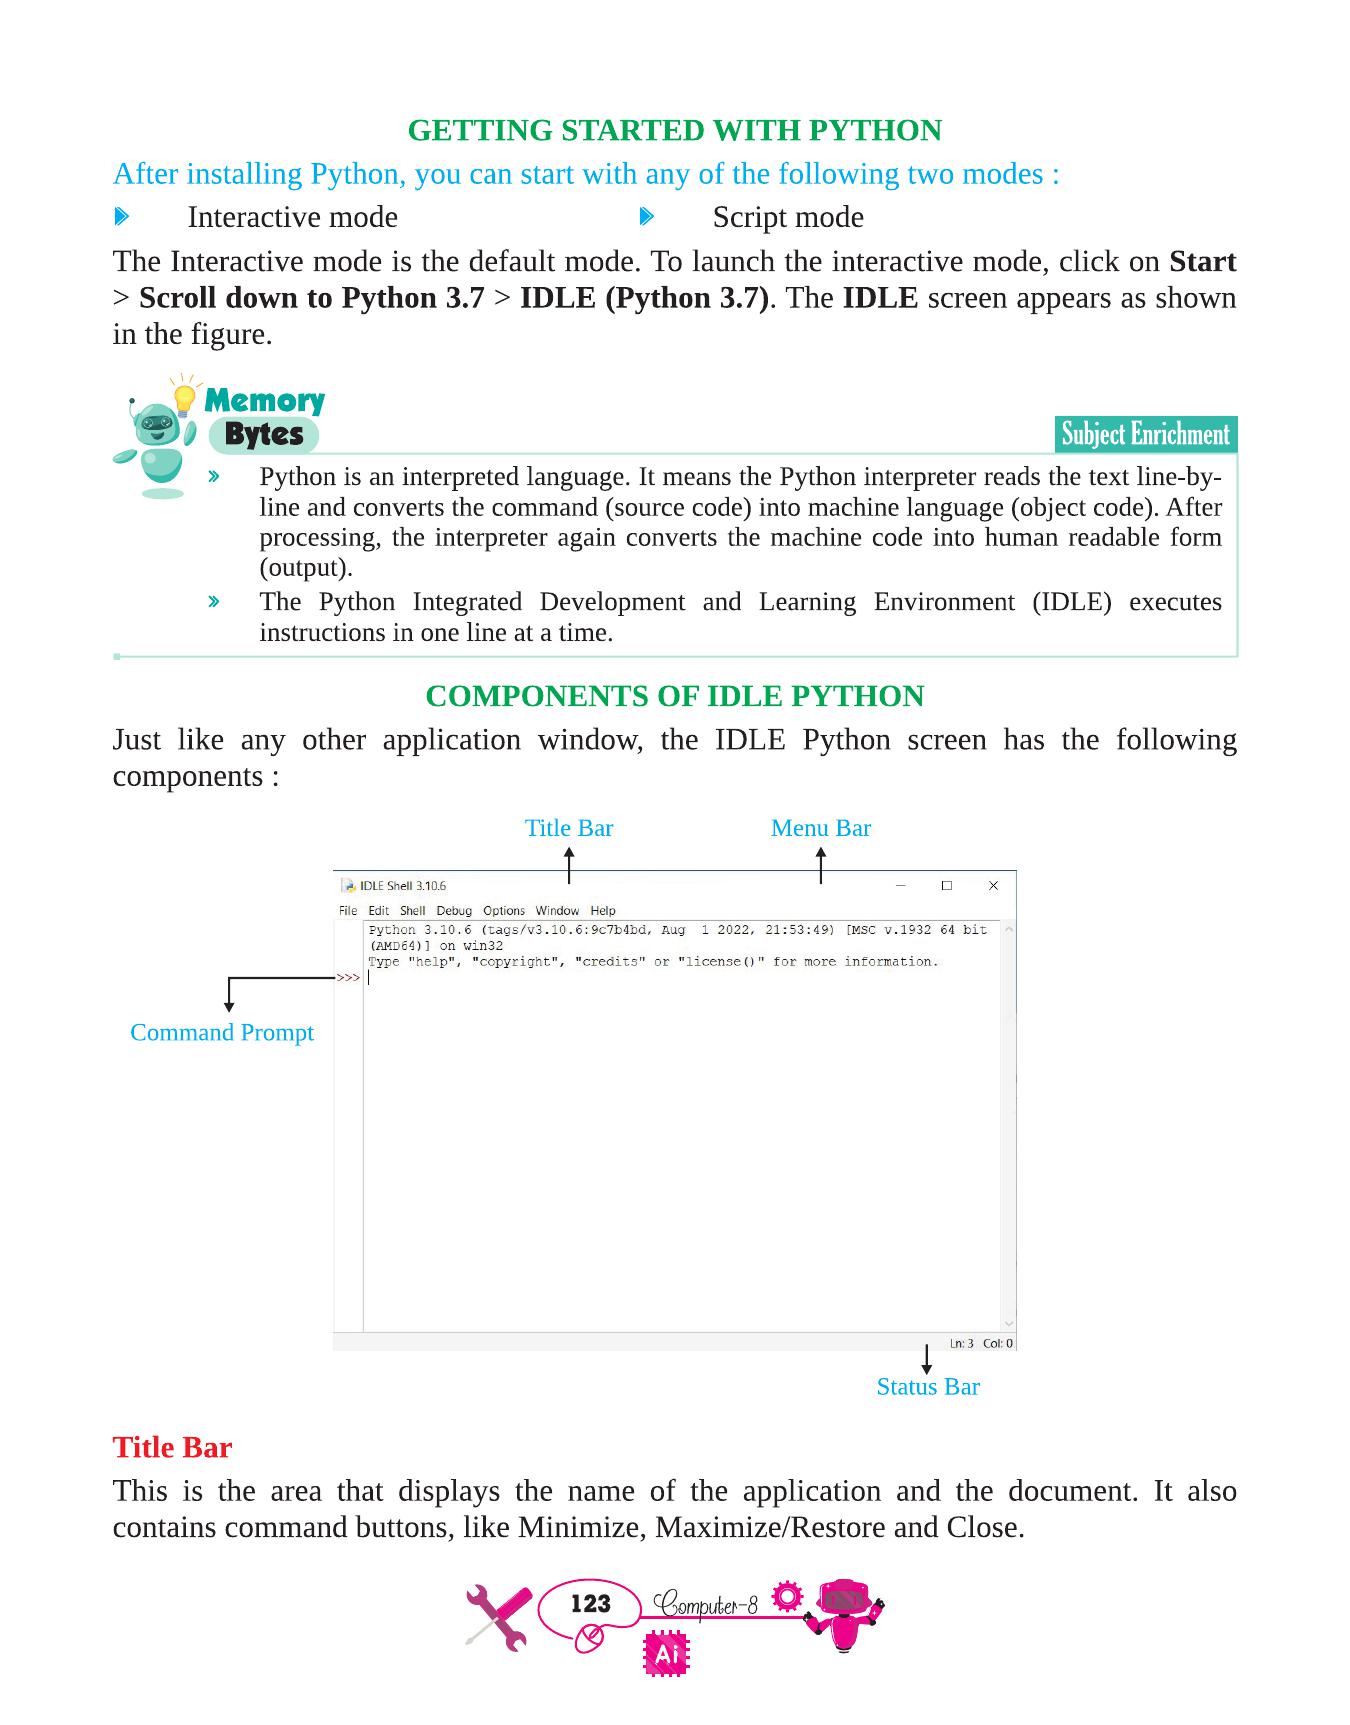 GETTING STARTED WITH PYTHON
After installing Python, you can start with any of the following two modes :
Interactive mode
Script mode
The Interactive mode is the default mode. To launch the interactive mode, click on Start
> Scroll down to Python 3.7 > IDLE (Python 3.7). The IDLE screen appears as shown
in the figure.
Memory
Bytes
Subject Enrichment
Python is an interpreted language. It means the Python interpreter reads the text line-by-
line and converts the command (source code) into machine language (object code). After
processing, the interpreter again converts the machine code into human readable form
(output).
The Python Integrated Development and Learning Environment (IDLE) executes
instructions in one line at a time.
COMPONENTS OF IDLE PYTHON
Just like any other application window, the IDLE Python screen has the following
components :
Title Bar
Menu Bar
IDLE Shell 3.10.6
File Edit Shell Debug Options Window Help
Python 3.10.6 (tags/v3.10.6:9c7b4bd, Aug  1 2022, 21:53:49) [MSC v.1932 64 bit
(AMD64)] on win32
Type "help", "copyright", "credits" or "license()" for more information.
>>>
Command Prompt
Ln: 3 Col: 0
Status Bar
Title Bar
This is the area that displays the name of the application and the document. It also
contains command buttons, like Minimize, Maximize/Restore and Close.
123
Computer-8
Ai